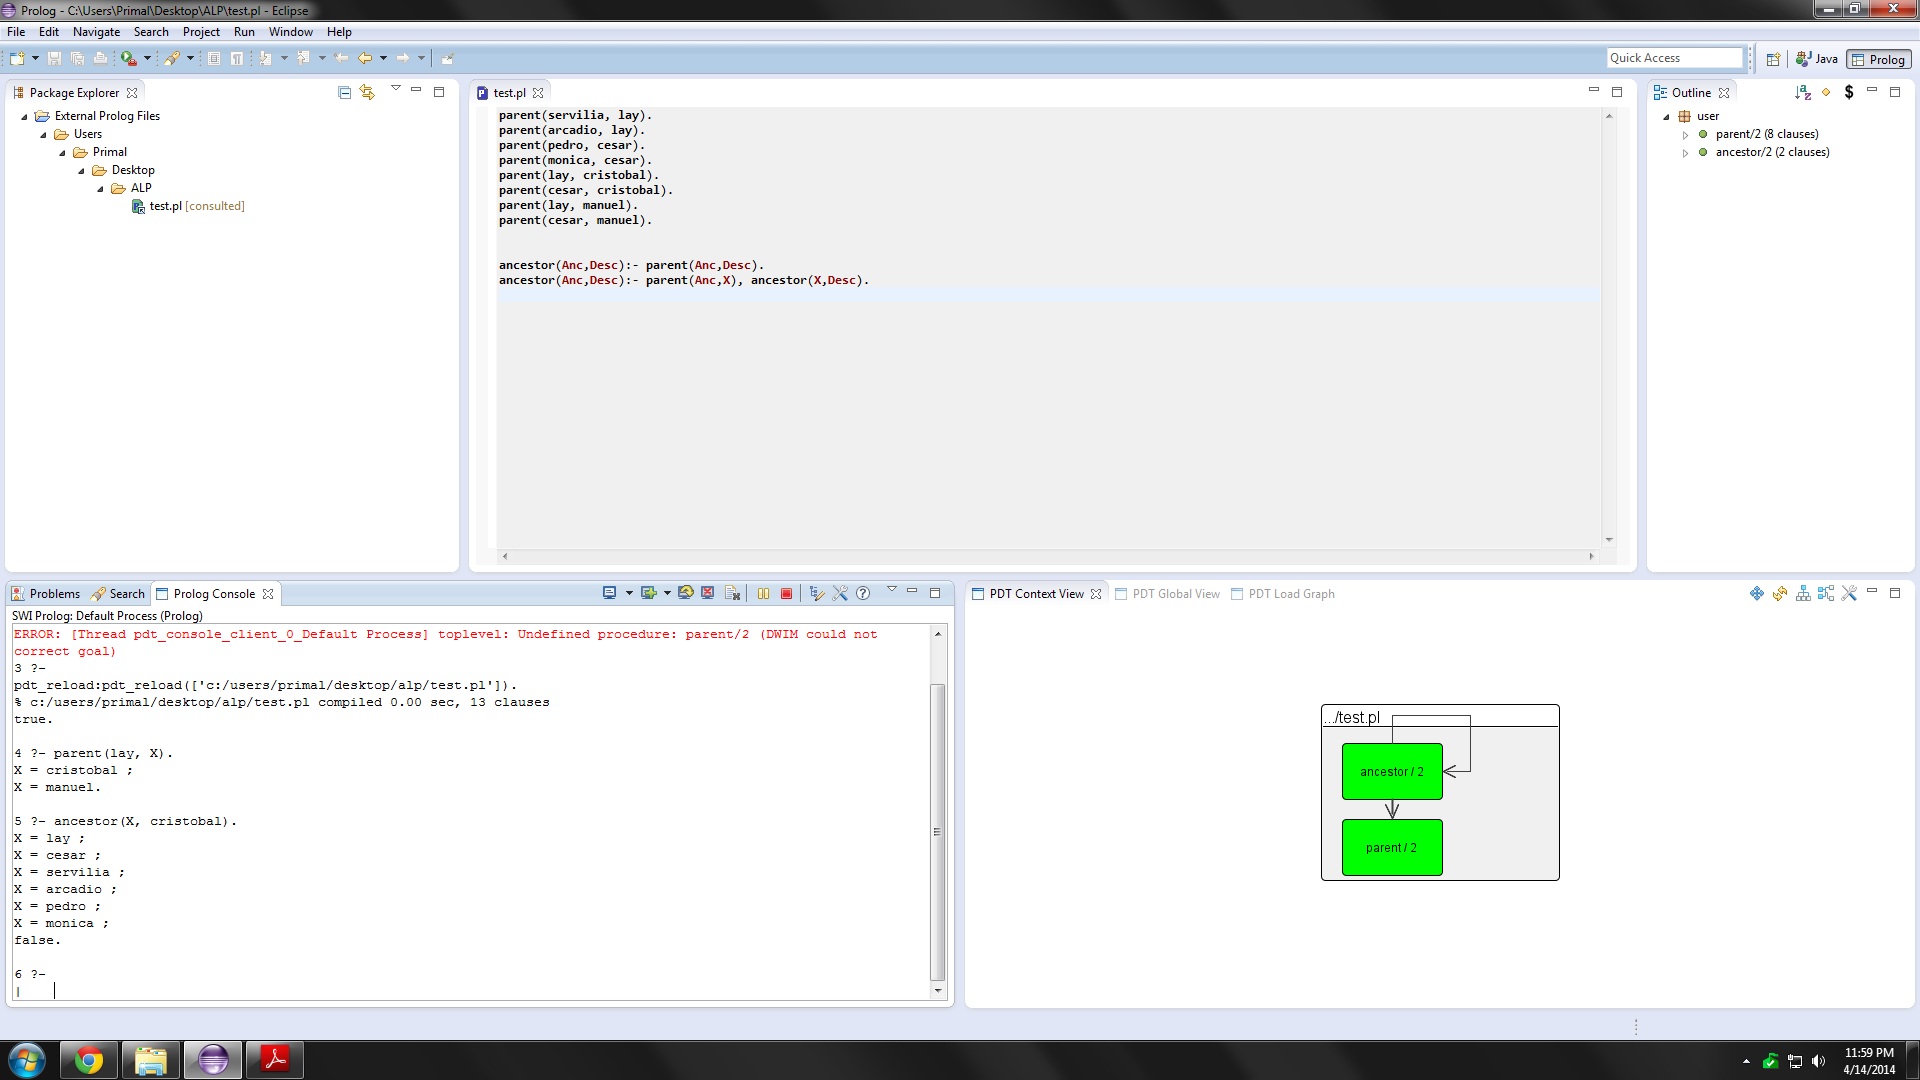 Prolog - C:\Users\Primal\Desktop\ALP\test.pl - Eclipse
File Edit Navigate Search Project Run Window Help
Quick Access
Java
Prolog
Package Explorer
External Prolog Files
Users
Primal
Desktop
ALP
test.pl [consulted]
test.pl
parent(servilia, lay).
parent(arcadio, lay).
parent(pedro, cesar).
parent(monica, cesar).
parent(lay, cristobal).
parent(cesar, cristobal).
parent(lay, manuel).
parent(cesar, manuel).
ancestor(Anc,Desc):- parent(Anc,Desc).
ancestor(Anc,Desc):- parent(Anc,X), ancestor(X,Desc).
Outline
user
parent/2 (8 clauses)
ancestor/2 (2 clauses)
Problems Search Prolog Console
SWI Prolog: Default Process (Prolog)
ERROR: [Thread pdt_console_client_0_Default Process] toplevel: Undefined procedure: parent/2 (DWIM could not
correct goal)
3 ?-
pdt_reload:pdt_reload(['c:/users/primal/desktop/alp/test.pl']).
% c:/users/primal/desktop/alp/test.pl compiled 0.00 sec, 13 clauses
true.
4 ?- parent(lay, X).
X = cristobal ;
X = manuel.
5 ?- ancestor(X, cristobal).
X = lay ;
X = cesar ;
X = servilia ;
X = arcadio ;
X = pedro ;
X = monica ;
false.
6 ?-
|
PDT Context View PDT Global View PDT Load Graph
.../test.pl
ancestor / 2
parent / 2
11:59 PM
4/14/2014